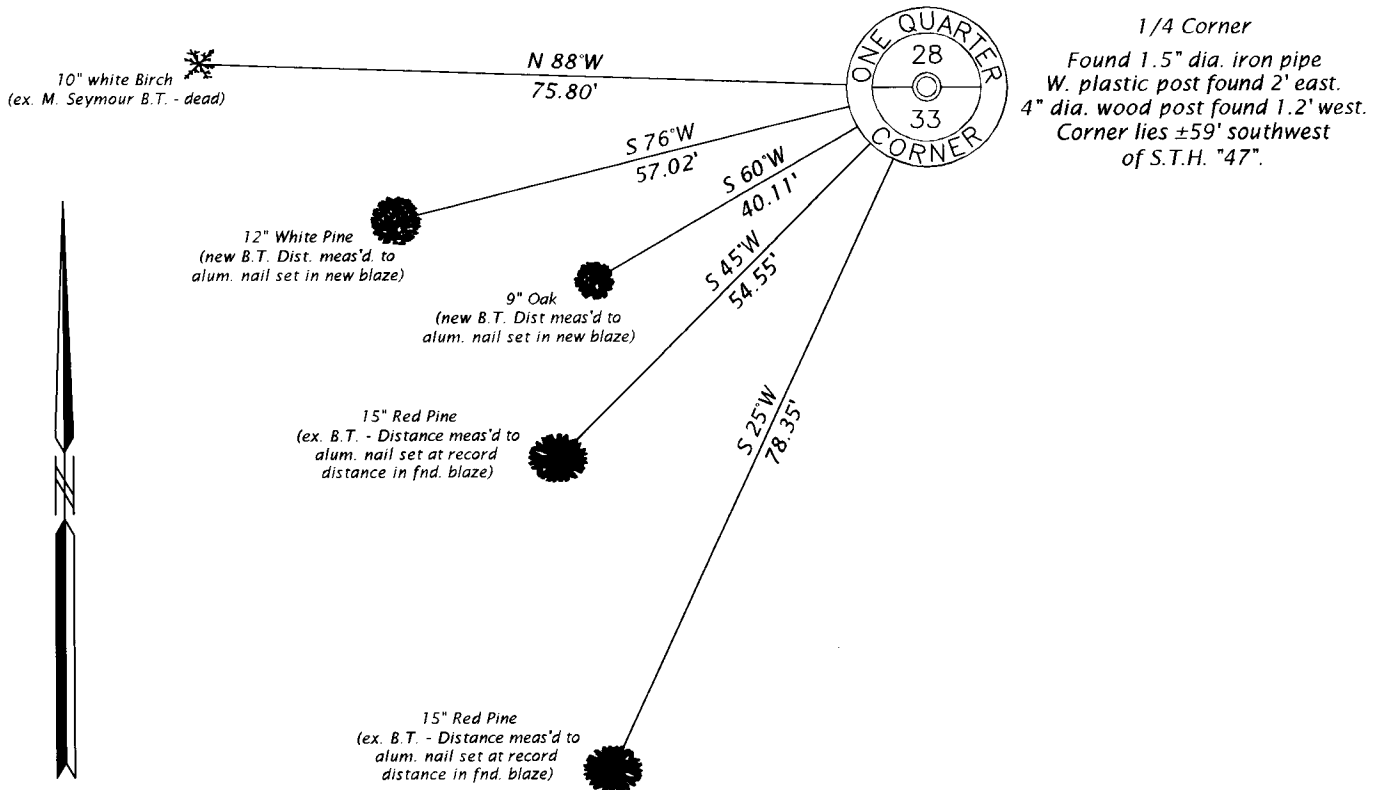 1/4 Corner
Found 1.5" dia. iron pipe
W. plastic post found 2' east.
4" dia. wood post found 1.2' west.
Corner lies ±59' southwest
of S.T.H. "47".
ONE QUARTER
28
33
CORNER
N 88°W
75.80'
10" white Birch
(ex. M. Seymour B.T. - dead)
S 76°W
57.02'
12" White Pine
(new B.T. Dist. meas'd. to
alum. nail set in new blaze)
S 60°W
40.11'
9" Oak
(new B.T. Dist meas'd to
alum. nail set in new blaze)
S 45°W
54.55'
15" Red Pine
(ex. B.T. - Distance meas'd to
alum. nail set at record
distance in fnd. blaze)
S 25°W
78.35'
15" Red Pine
(ex. B.T. - Distance meas'd to
alum. nail set at record
distance in fnd. blaze)
N